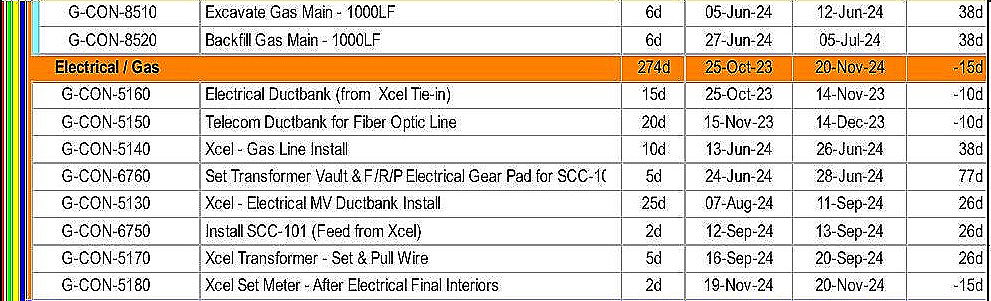 G-CON-8510 Excavate Gas Main - 1000LF 6d 05-Jun-24 12-Jun-24 38d
G-CON-8520 Backfill Gas Main - 1000LF 6d 27-Jun-24 05-Jul-24 38d
Electrical / Gas 274d 25-Oct-23 20-Nov-24 -15d
G-CON-5160 Electrical Ductbank (from Xcel Tie-in) 15d 25-Oct-23 14-Nov-23 -10d
G-CON-5150 Telecom Ductbank for Fiber Optic Line 20d 15-Nov-23 14-Dec-23 -10d
G-CON-5140 Xcel - Gas Line Install 10d 13-Jun-24 26-Jun-24 38d
G-CON-6760 Set Transformer Vault & F/R/P Electrical Gear Pad for SCC-10 5d 24-Jun-24 28-Jun-24 77d
G-CON-5130 Xcel - Electrical MV Ductbank Install 25d 07-Aug-24 11-Sep-24 26d
G-CON-6750 Install SCC-101 (Feed from Xcel) 2d 12-Sep-24 13-Sep-24 26d
G-CON-5170 Xcel Transformer - Set & Pull Wire 5d 16-Sep-24 20-Sep-24 26d
G-CON-5180 Xcel Set Meter - After Electrical Final Interiors 2d 19-Nov-24 20-Nov-24 -15d